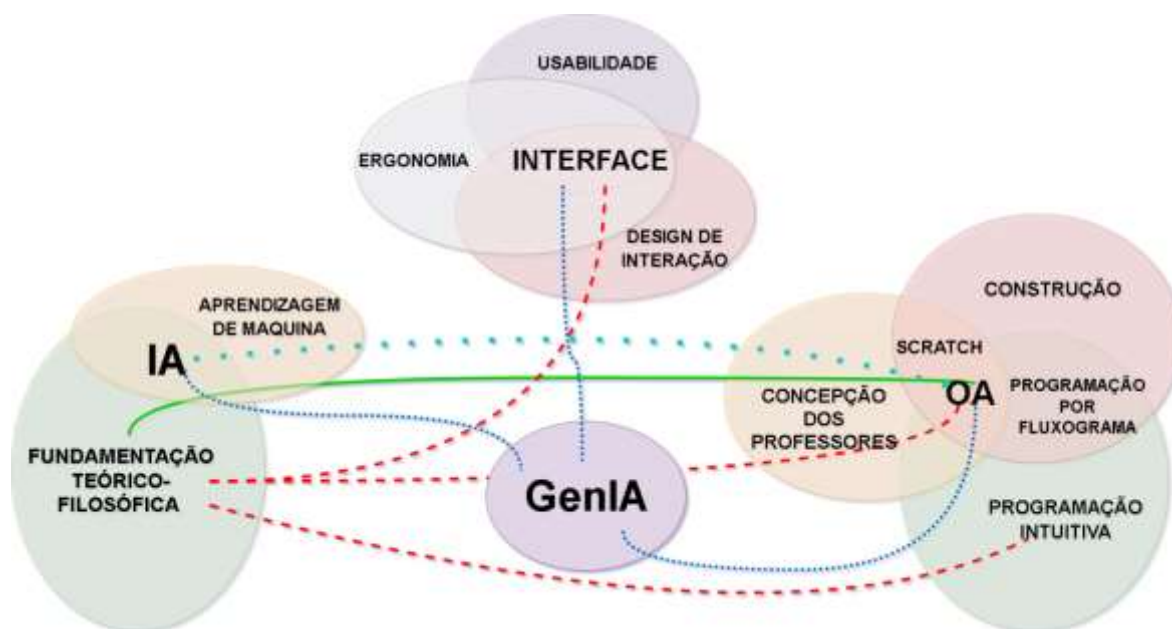 USABILIDADE
ERGONOMIA
INTERFACE
DESIGN DE
INTERAÇÃO
APRENDIZAGEM
DE MAQUINA
IA
FUNDAMENTAÇÃO
TEÓRICO-
FILOSÓFICA
GenIA
CONSTRUÇÃO
SCRATCH
OA
CONCEPÇÃO
DOS
PROFESSORES
PROGRAMAÇÃO
POR
FLUXOGRAMA
PROGRAMAÇÃO
INTUITIVA